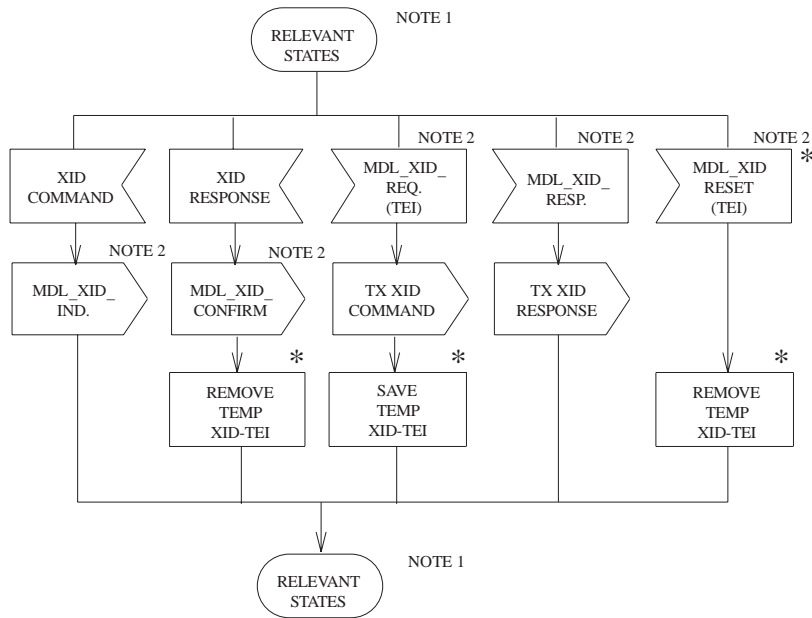 NOTE 1
RELEVANT
STATES
NOTE 2
NOTE 2
NOTE 2
*
XID
COMMAND
XID
RESPONSE
MDL_XID_
REQ.
(TEI)
MDL_XID_
RESP.
MDL_XID
RESET
(TEI)
NOTE 2
NOTE 2
MDL_XID_
IND.
MDL_XID_
CONFIRM
TX XID
COMMAND
TX XID
RESPONSE
*
*
*
REMOVE
TEMP
XID-TEI
SAVE
TEMP
XID-TEI
REMOVE
TEMP
XID-TEI
NOTE 1
RELEVANT
STATES